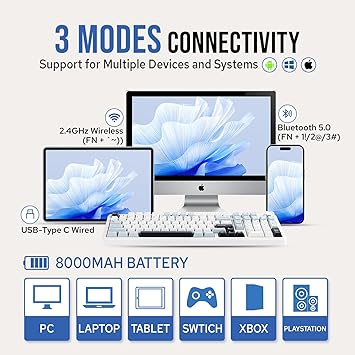 3 MODES CONNECTIVITY
Support for Multiple Devices and Systems
2.4GHz Wireless
(FN + `~))
Bluetooth 5.0
(FN + 1!/2@/3#)
USB-Type C Wired
8000MAH BATTERY
PC
LAPTOP
TABLET
SWTICH
XBOX
PLAYSTATION